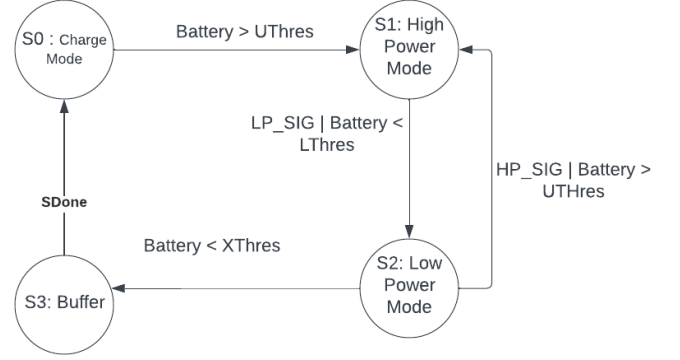 S0 : Charge
Mode
Battery > UThres
S1: High
Power
Mode
LP_SIG | Battery <
LThres
HP_SIG | Battery >
UTHres
SDone
Battery < XThres
S2: Low
Power
Mode
S3: Buffer